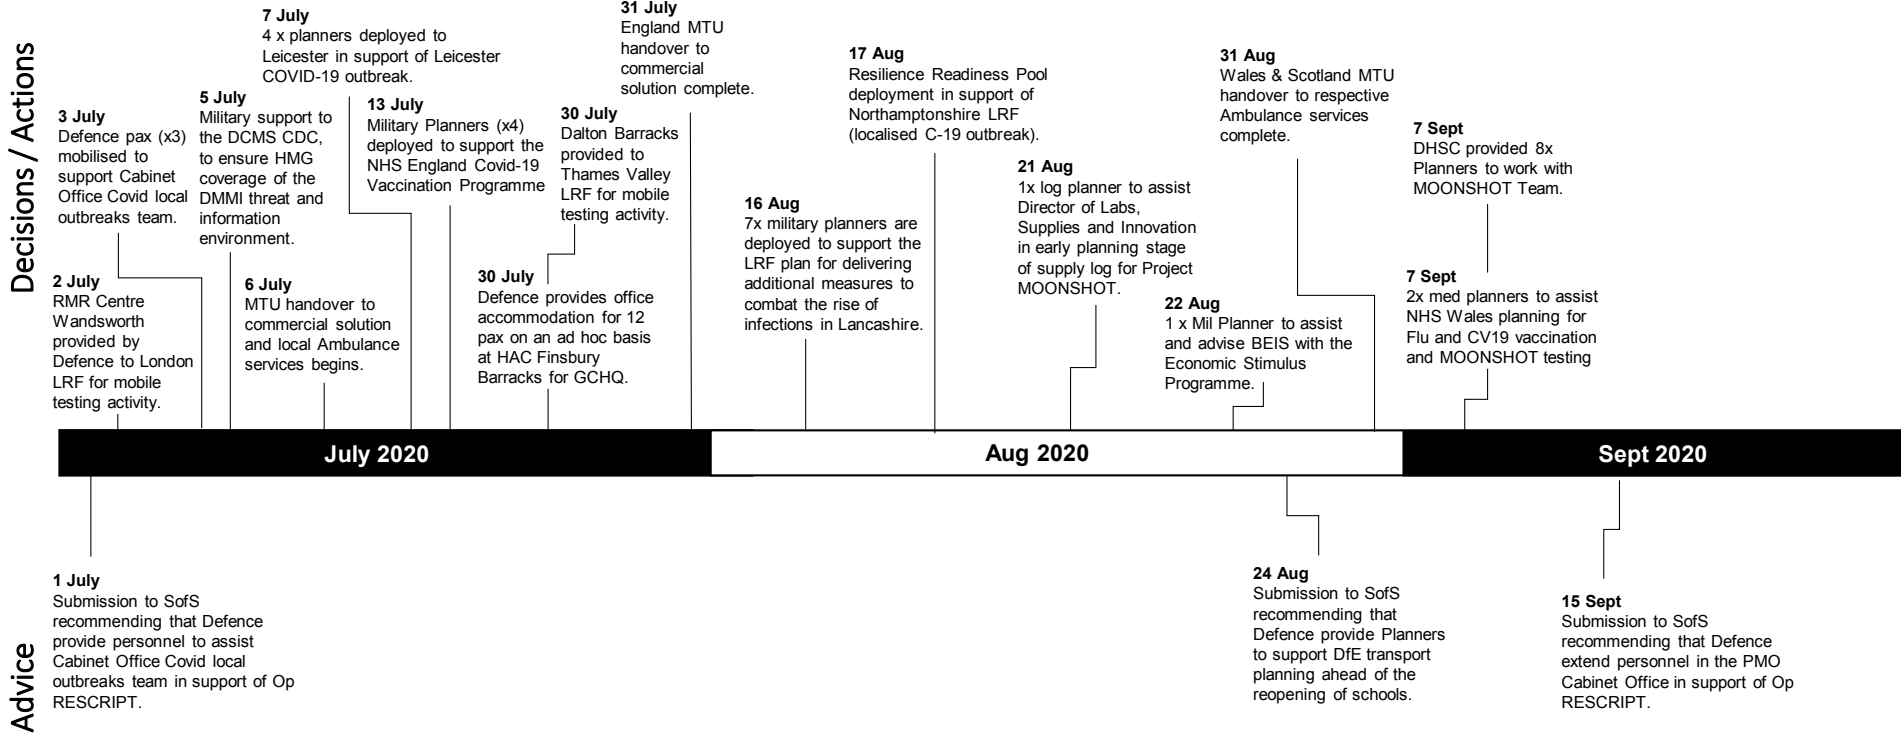 Decisions / Actions
2 July
RMR Centre
Wandsworth
provided by
Defence to London
LRF for mobile
testing activity.
3 July
Defence pax (x3)
mobilised to
support Cabinet
Office Covid local
outbreaks team.
5 July
Military support to
the DCMS CDC,
to ensure HMG
coverage of the
DMMI threat and
information
environment.
6 July
MTU handover to
commercial solution
and local Ambulance
services begins.
7 July
4 x planners deployed to
Leicester in support of Leicester
COVID-19 outbreak.
13 July
Military Planners (x4)
deployed to support the
NHS England Covid-19
Vaccination Programme
30 July
Defence provides office
accommodation for 12
pax on an ad hoc basis
at HAC Finsbury
Barracks for GCHQ.
30 July
Dalton Barracks
provided to
Thames Valley
LRF for mobile
testing activity.
31 July
England MTU
handover to
commercial
solution complete.
16 Aug
7x military planners are
deployed to support the
LRF plan for delivering
additional measures to
combat the rise of
infections in Lancashire.
17 Aug
Resilience Readiness Pool
deployment in support of
Northamptonshire LRF
(localised C-19 outbreak).
21 Aug
1x log planner to assist
Director of Labs,
Supplies and Innovation
in early planning stage
of supply log for Project
MOONSHOT.
22 Aug
1 x Mil Planner to assist
and advise BEIS with the
Economic Stimulus
Programme.
31 Aug
Wales & Scotland MTU
handover to respective
Ambulance services
complete.
7 Sept
DHSC provided 8x
Planners to work with
MOONSHOT Team.
7 Sept
2x med planners to assist
NHS Wales planning for
Flu and CV19 vaccination
and MOONSHOT testing
July 2020
Aug 2020
Sept 2020
Advice
1 July
Submission to SofS
recommending that Defence
provide personnel to assist
Cabinet Office Covid local
outbreaks team in support of Op
RESCRIPT.
24 Aug
Submission to SofS
recommending that
Defence provide Planners
to support DfE transport
planning ahead of the
reopening of schools.
15 Sept
Submission to SofS
recommending that Defence
extend personnel in the PMO
Cabinet Office in support of Op
RESCRIPT.